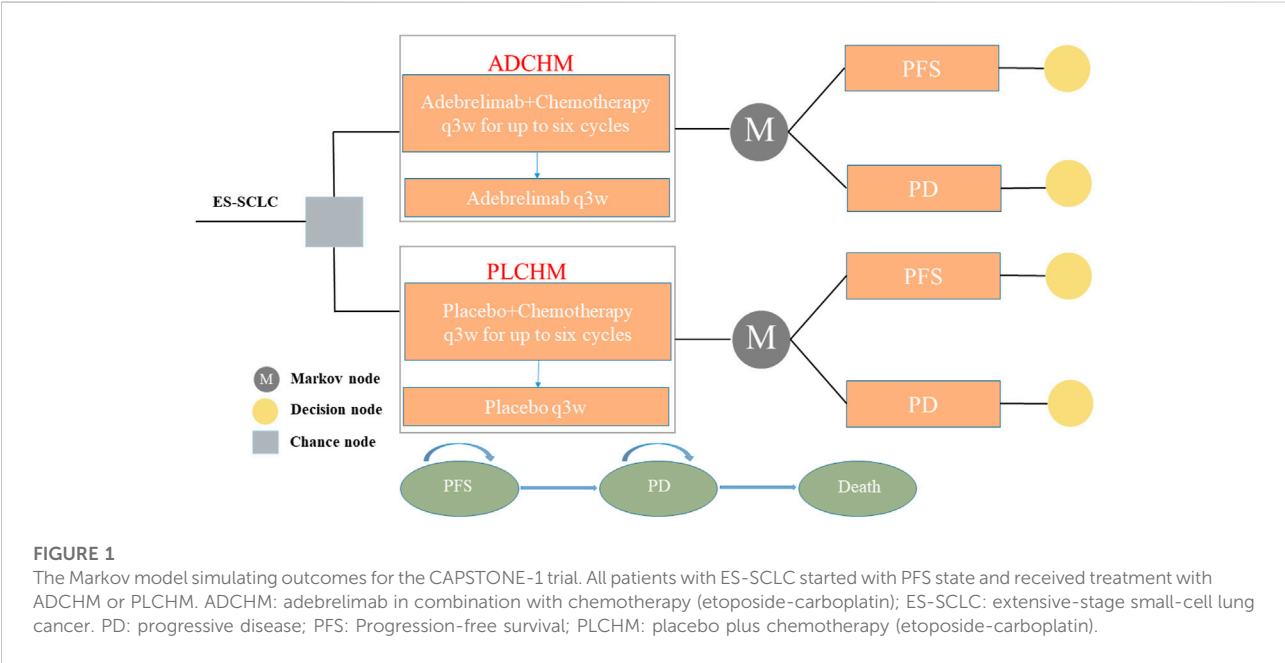 ADCHM
Adebrelimab+Chemotherapy
q3w for up to six cycles
Adebrelimab q3w
ES-SCLC
M
PFS
PD
PLCHM
Placebo+Chemotherapy
q3w for up to six cycles
Placebo q3w
M
PFS
PD
M Markov node
Decision node
Chance node
PFS
PD
Death
FIGURE 1
The Markov model simulating outcomes for the CAPSTONE-1 trial. All patients with ES-SCLC started with PFS state and received treatment with
ADCHM or PLCHM. ADCHM: adebrelimab in combination with chemotherapy (etoposide-carboplatin); ES-SCLC: extensive-stage small-cell lung
cancer. PD: progressive disease; PFS: Progression-free survival; PLCHM: placebo plus chemotherapy (etoposide-carboplatin).